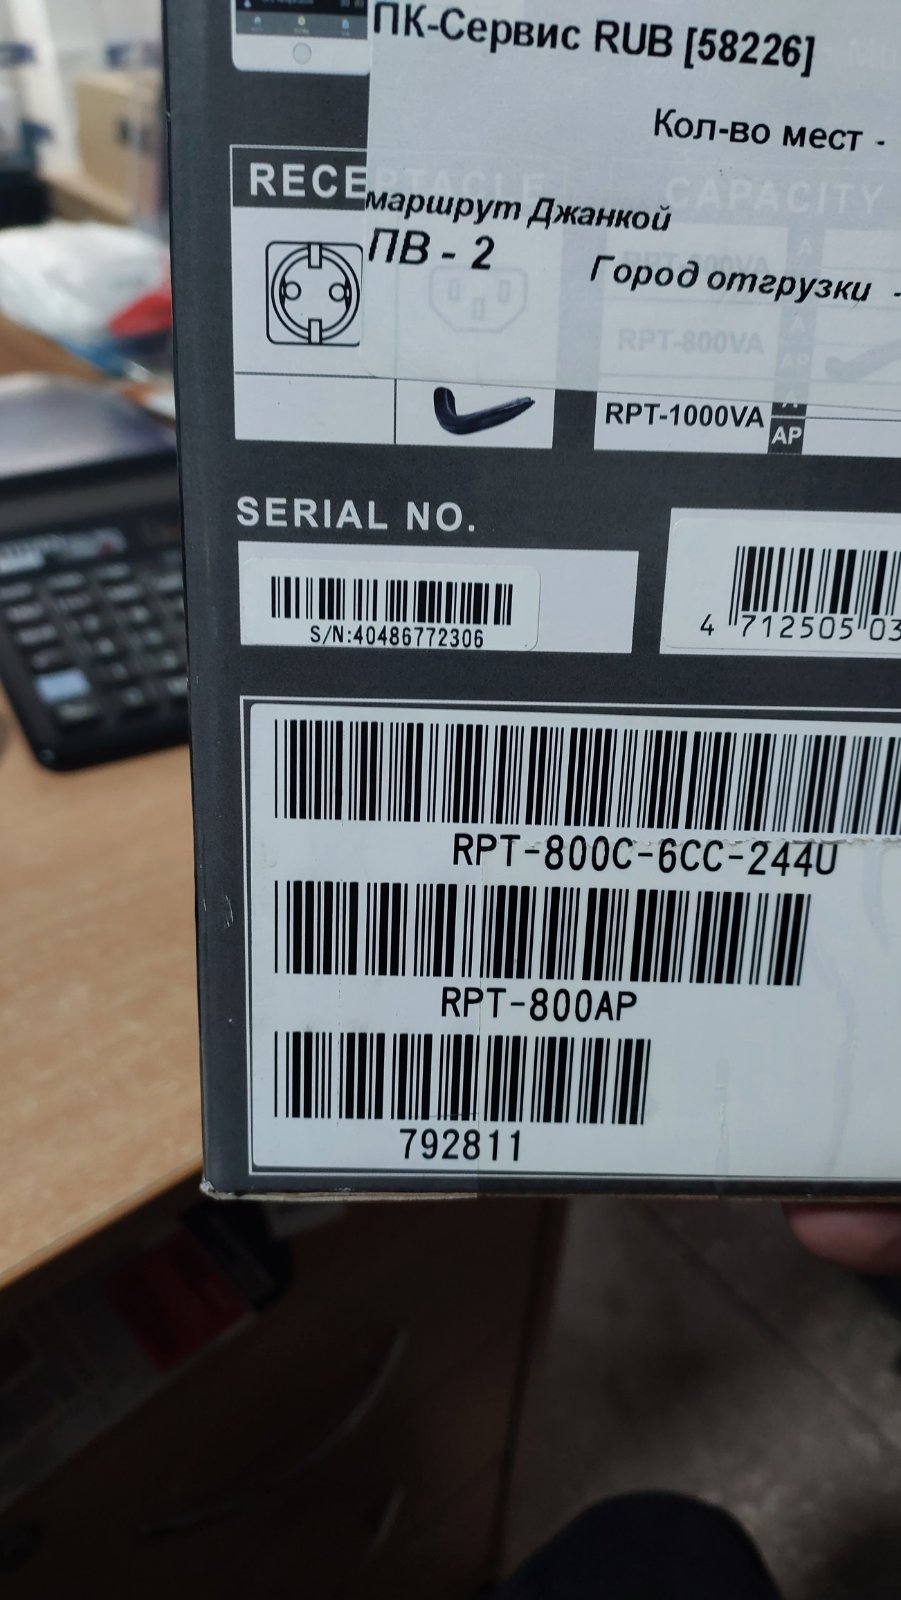 ПК-Сервис RUB [58226]
Кол-во мест -
RECEPTACLE
CAPACITY
маршрут Джанкой
ПВ - 2
Город отгрузки -
A
RPT-800VA
A
AP
RPT-1000VA
A
AP
SERIAL NO.
S/N:40486772306
4 712505 03
RPT-800C-6CC-244U
RPT-800AP
792811